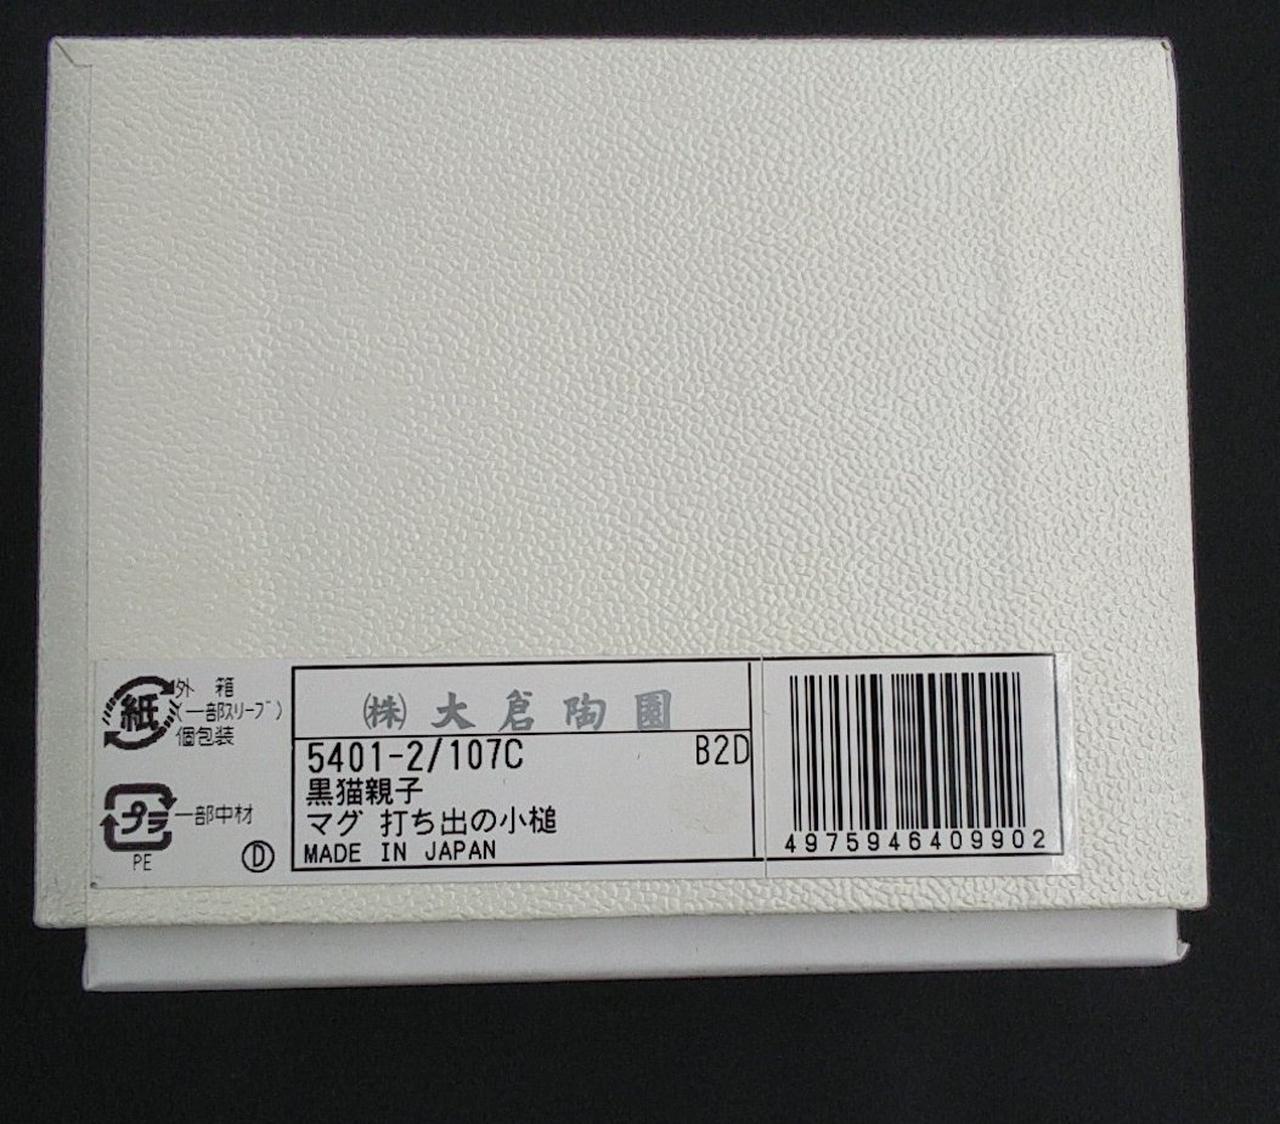 紙
外 箱
(一部スリーブ)
個包装
プラ
一部中材
PE
D
㈱ 大倉陶園
5401-2/107C B2D
黒猫親子
マグ 打ち出の小槌
MADE IN JAPAN
4975946409902